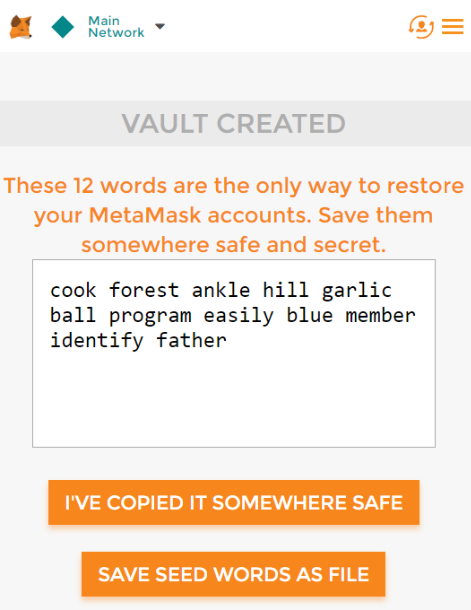 Main
Network
VAULT CREATED
These 12 words are the only way to restore
your MetaMask accounts. Save them
somewhere safe and secret.
cook forest ankle hill garlic
ball program easily blue member
identify father
I'VE COPIED IT SOMEWHERE SAFE
SAVE SEED WORDS AS FILE